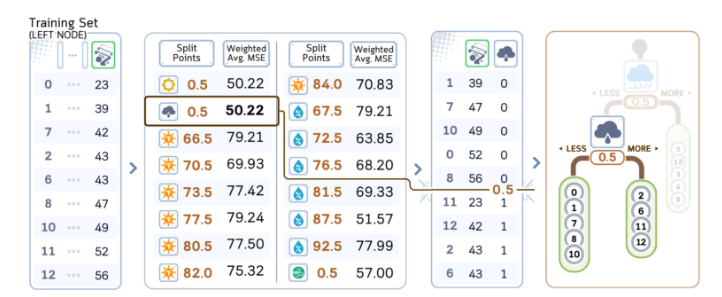 Training Set
(LEFT NODE)
...
0 ... 23
1 ... 39
7 ... 42
2 ... 43
6 ... 43
8 ... 47
10 ... 49
11 ... 52
12 ... 56
Split Points Weighted Avg. MSE Split Points Weighted Avg. MSE
0.5 50.22 84.0 70.83
0.5 50.22 67.5 79.21
66.5 79.21 72.5 63.85
70.5 69.93 76.5 68.20
73.5 77.42 81.5 69.33
77.5 79.24 87.5 51.57
80.5 77.50 92.5 77.99
82.0 75.32 0.5 57.00
1 39 0
7 47 0
10 49 0
0 52 0
8 56 0
0.5
11 23 1
12 42 1
2 43 1
6 43 1
LESS MORE
0.5
LESS MORE
0.5
0
1
7
8
10
2
6
11
12
5
13
3
4
9